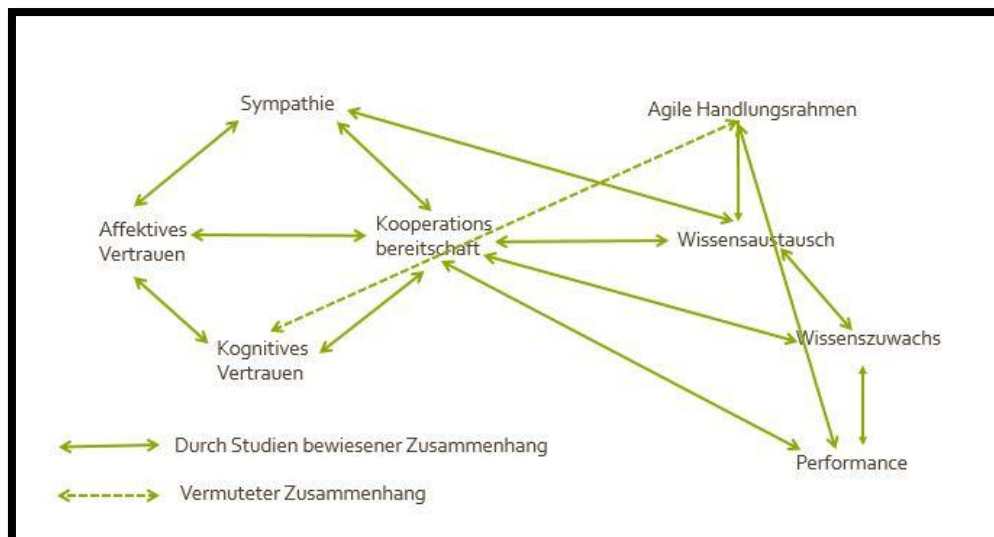 Sympathie
Agile Handlungsrahmen
Affektives
Vertrauen
Kooperations
bereitschaft
Wissensaustausch
Kognitives
Vertrauen
Wissenszuwachs
Performance
Durch Studien bewiesener Zusammenhang
Vermuteter Zusammenhang